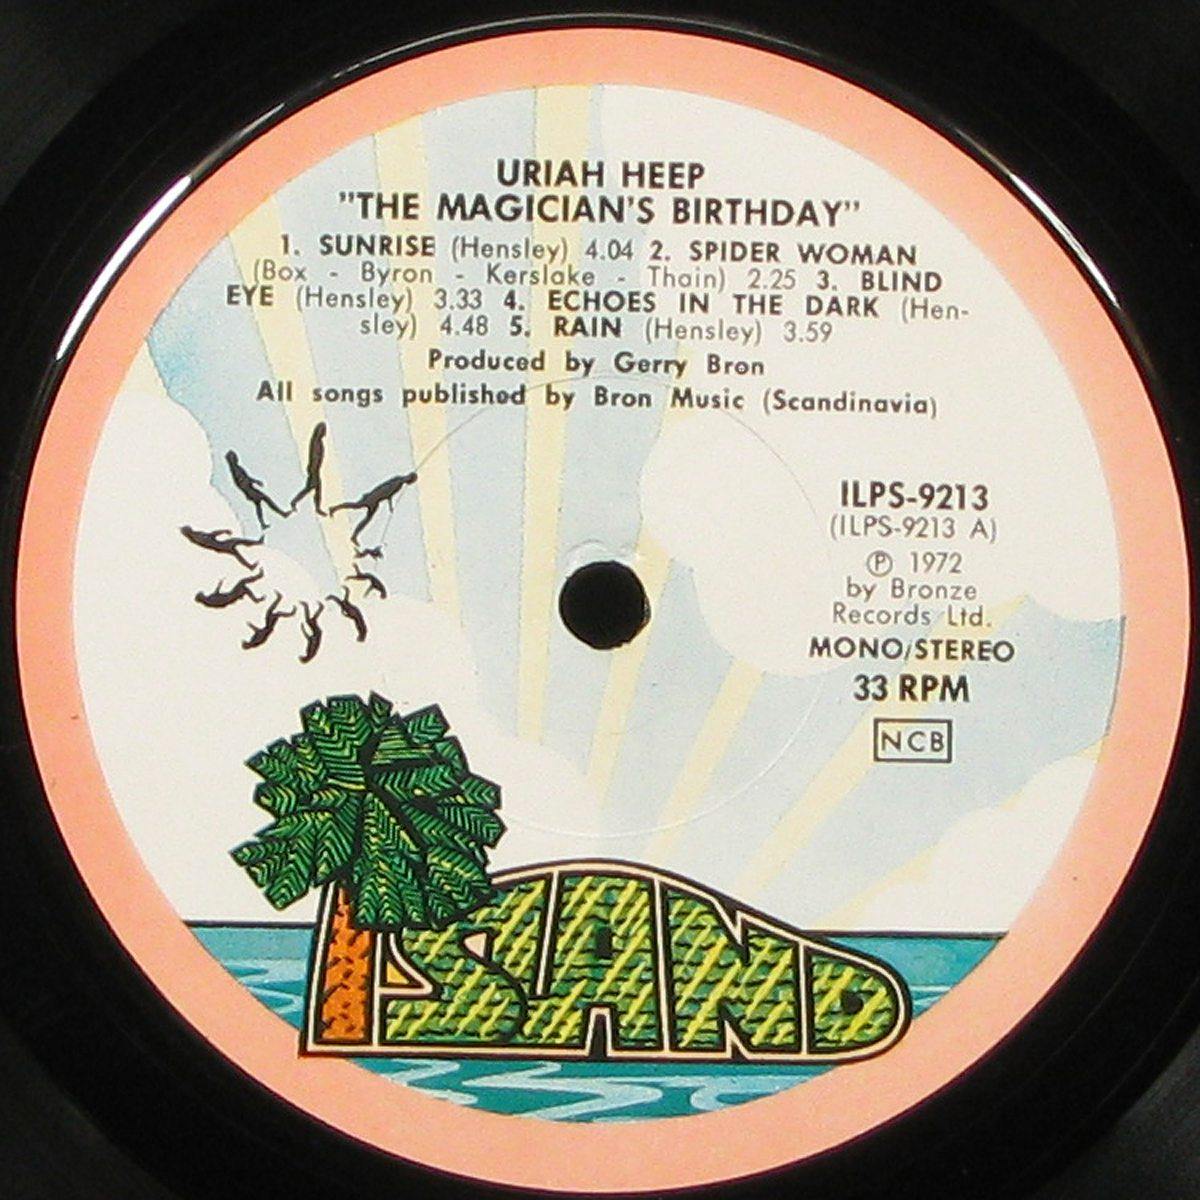 URIAH HEEP
”THE MAGICIAN'S BIRTHDAY”
1. SUNRISE (Hensley) 4.04 2. SPIDER WOMAN
(Box - Byron - Kerslake - Thain) 2.25 3. BLIND
EYE (Hensley) 3.33 4. ECHOES IN THE DARK (Hen-
sley) 4.48 5. RAIN (Hensley) 3.59
Produced by Gerry Bron
All songs published by Bron Music (Scandinavia)
ILPS-9213
(ILPS-9213 A)
℗ 1972
by Bronze
Records Ltd.
MONO/STEREO
33 RPM
NCB
ISLAND